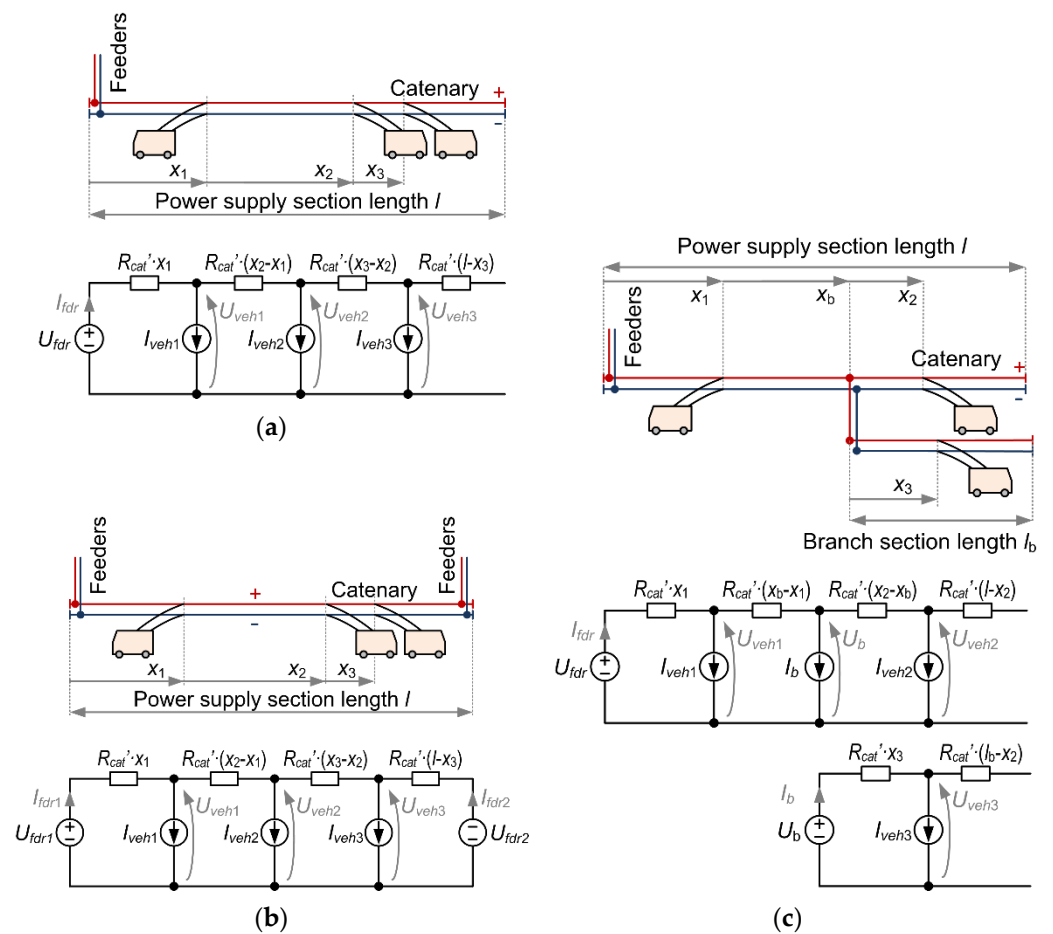 Feeders
Catenary
+
−
x1 x2 x3
Power supply section length l
Rcat'·x1 Rcat'·(x2-x1) Rcat'·(x3-x2) Rcat'·(l-x3)
Ifdr
Uveh1 Uveh2 Uveh3
Ufdr Iveh1 Iveh2 Iveh3
(a)
Feeders Feeders
+ Catenary
−
x1 x2 x3
Power supply section length l
Rcat'·x1 Rcat'·(x2-x1) Rcat'·(x3-x2) Rcat'·(l-x3)
Ifdr1 Uveh1 Uveh2 Uveh3 Ifdr2
Ufdr1 Iveh1 Iveh2 Iveh3 Ufdr2
(b)
Power supply section length l
x1 xb x2
Feeders
Catenary
+
−
x3
Branch section length lb
Rcat'·x1 Rcat'·(xb-x1) Rcat'·(x2-xb) Rcat'·(l-x2)
Ifdr Uveh1 Ub Uveh2
Ufdr Iveh1 Ib Iveh2
Rcat'·x3 Rcat'·(lb-x2)
Ib Uveh3
Ub Iveh3
(c)